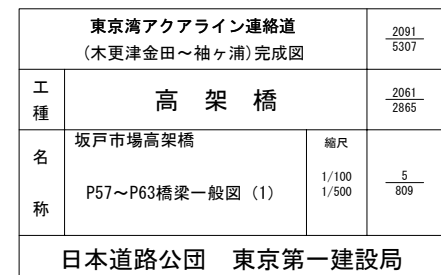 東京湾アクアライン連絡道
(木更津金田～袖ヶ浦)完成図
2091
5307
工種
高架橋
2061
2865
名称
坂戸市場高架橋
P57～P63橋梁一般図（1）
縮尺
1/100
1/500
5
809
日本道路公団　東京第一建設局